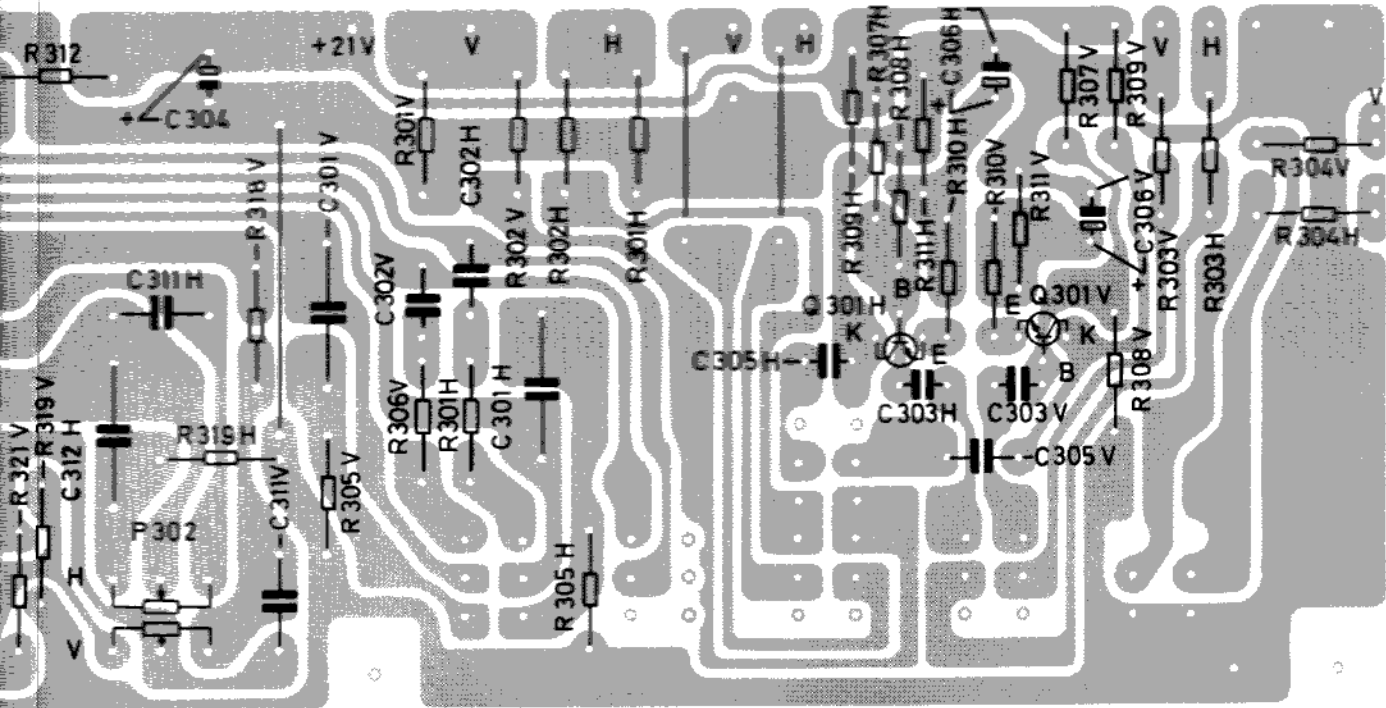 R312
+21V
V
H
V
H
R307H
R308H
+C306H
R307V
R309V
V
H
V
+C304
R301V
C302H
R318V
C301V
R310H
R310V
R311V
R304V
R304H
+C306V
R303V
R303H
R302V
R302H
R301H
R309H
R311H
C311H
C302V
Q301H
B
K
E
E
Q301V
K
B
C305H-
R308V
C303H
C303V
-C305V
R306V
R301H
C301H
R321V
-R319V
C312H
R319H
-C311V
R305V
P302
R305H
H
+
+
V